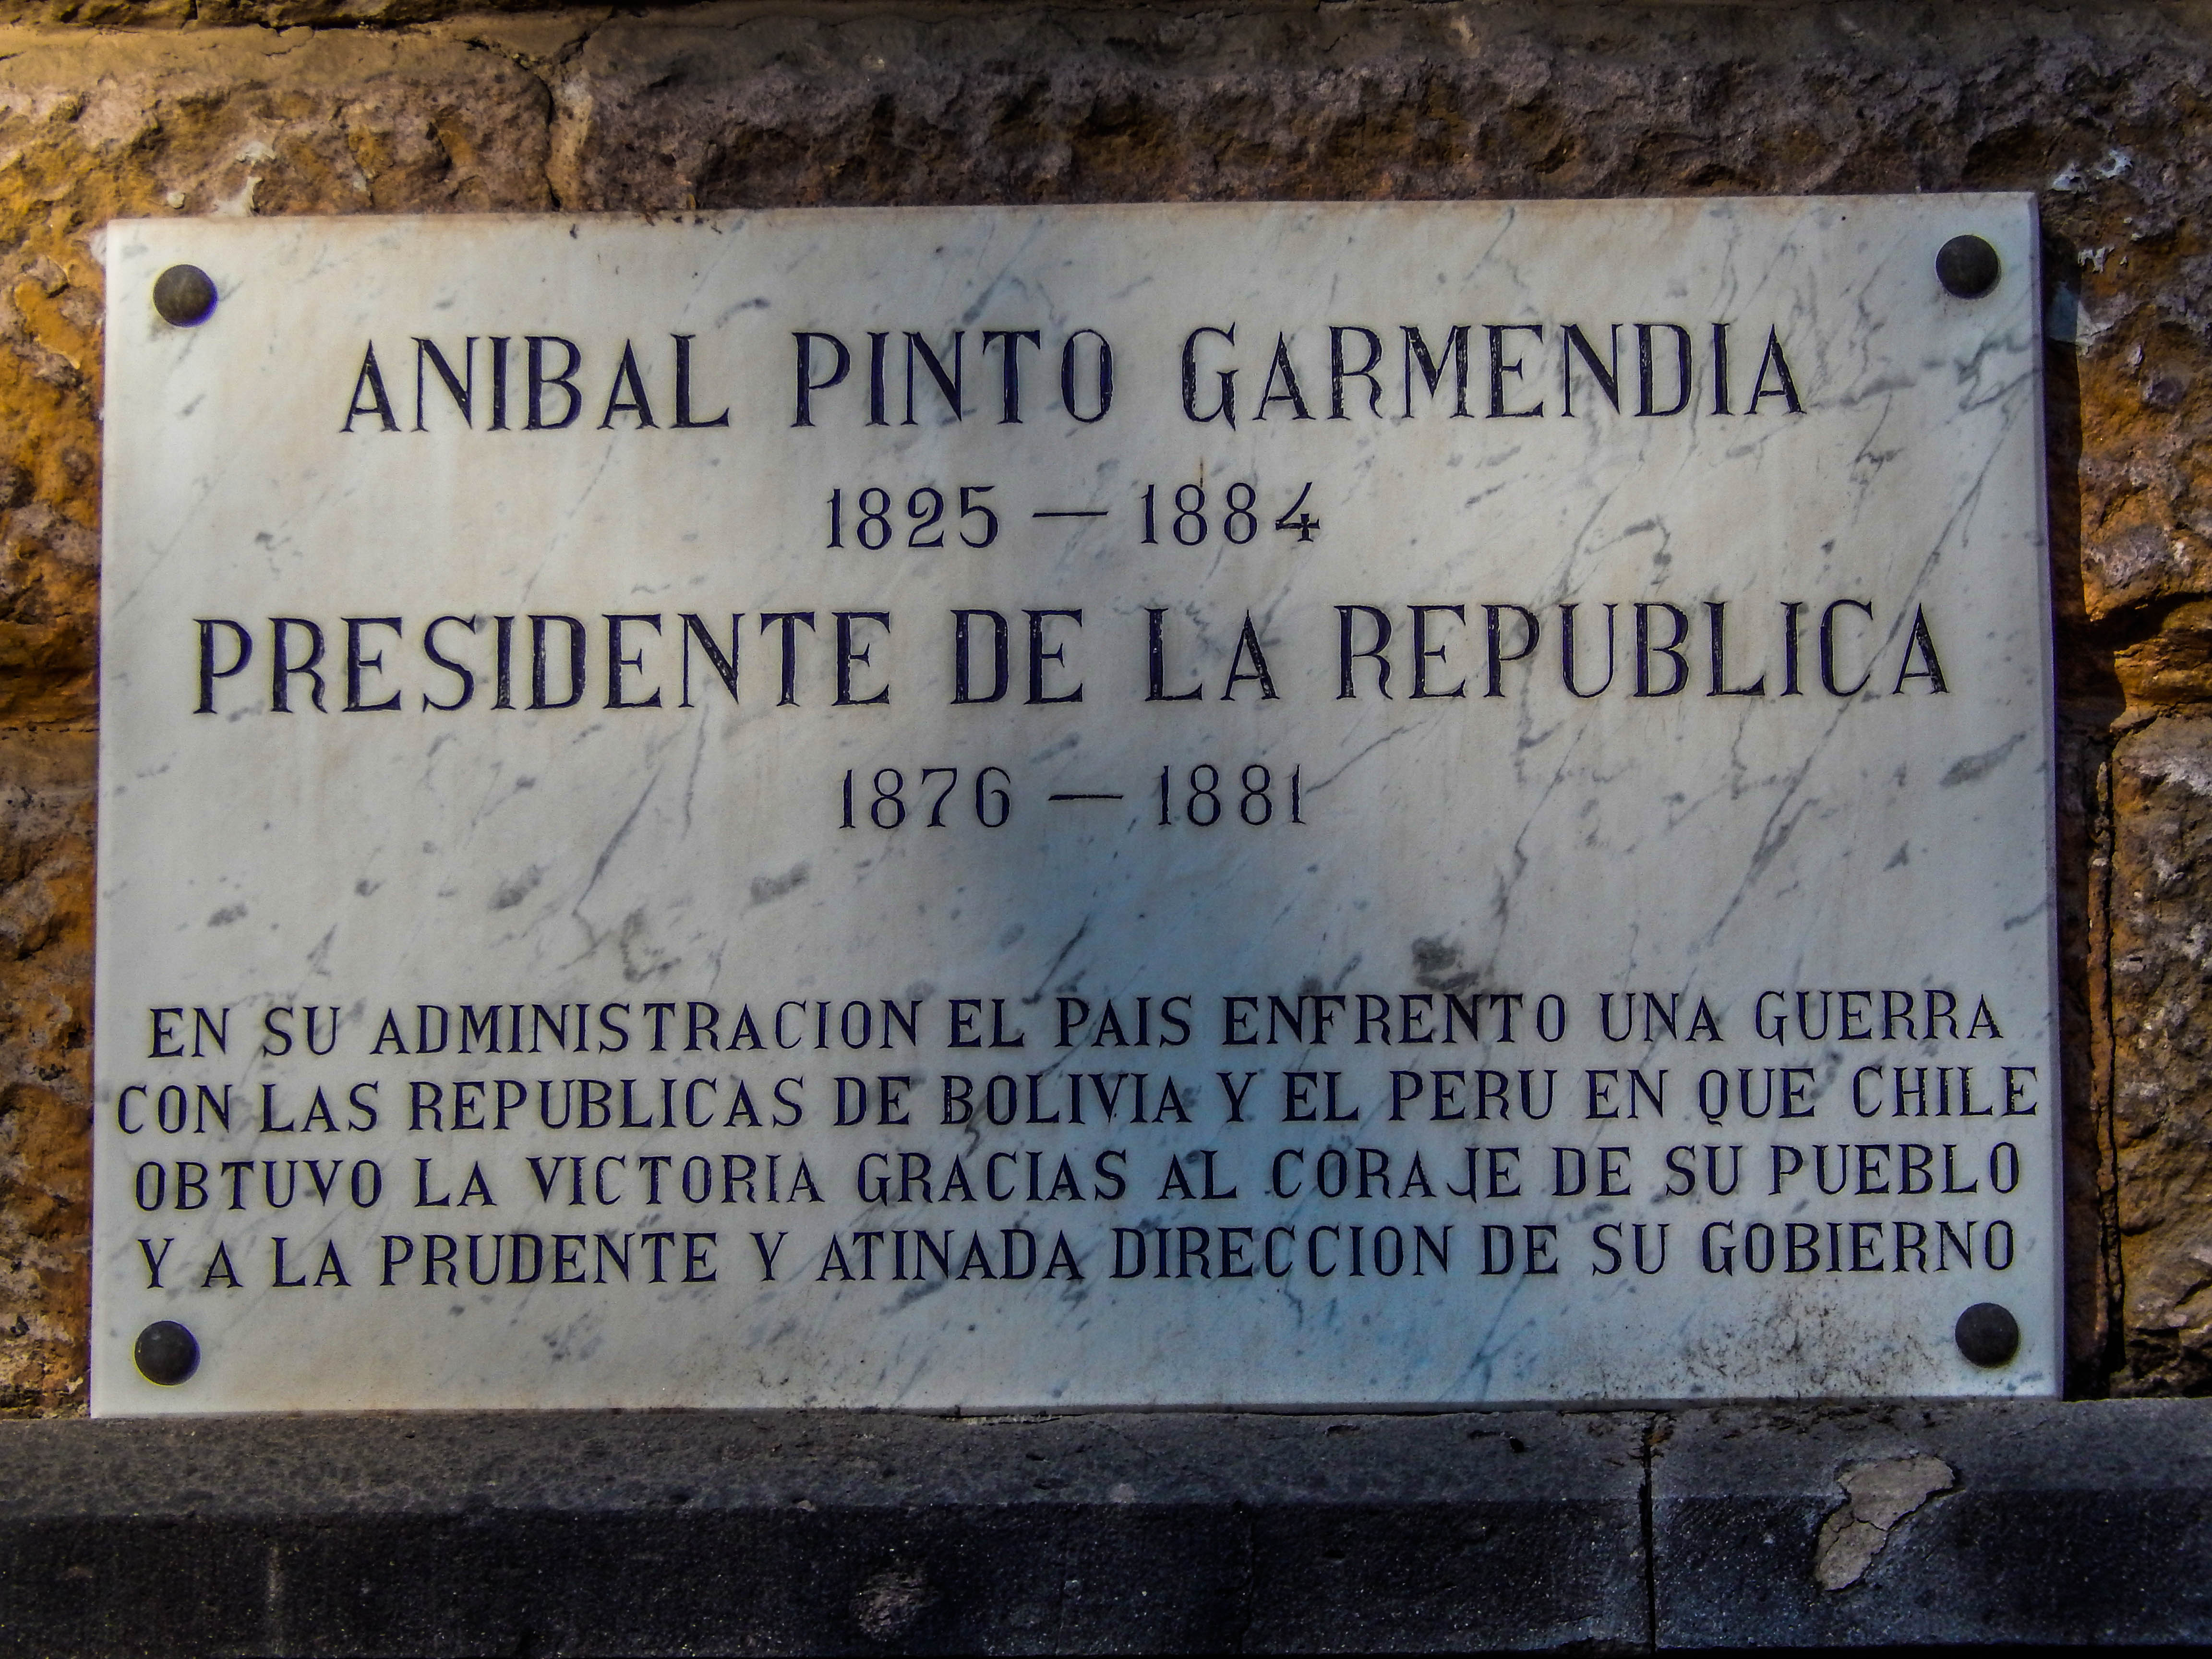 ANIBAL PINTO GARMENDIA
1825 — 1884
PRESIDENTE DE LA REPUBLICA
1876 — 1881
EN SU ADMINISTRACION EL PAIS ENFRENTO UNA GUERRA
CON LAS REPUBLICAS DE BOLIVIA Y EL PERU EN QUE CHILE
OBTUVO LA VICTORIA GRACIAS AL CORAJE DE SU PUEBLO
Y A LA PRUDENTE Y ATINADA DIRECCION DE SU GOBIERNO